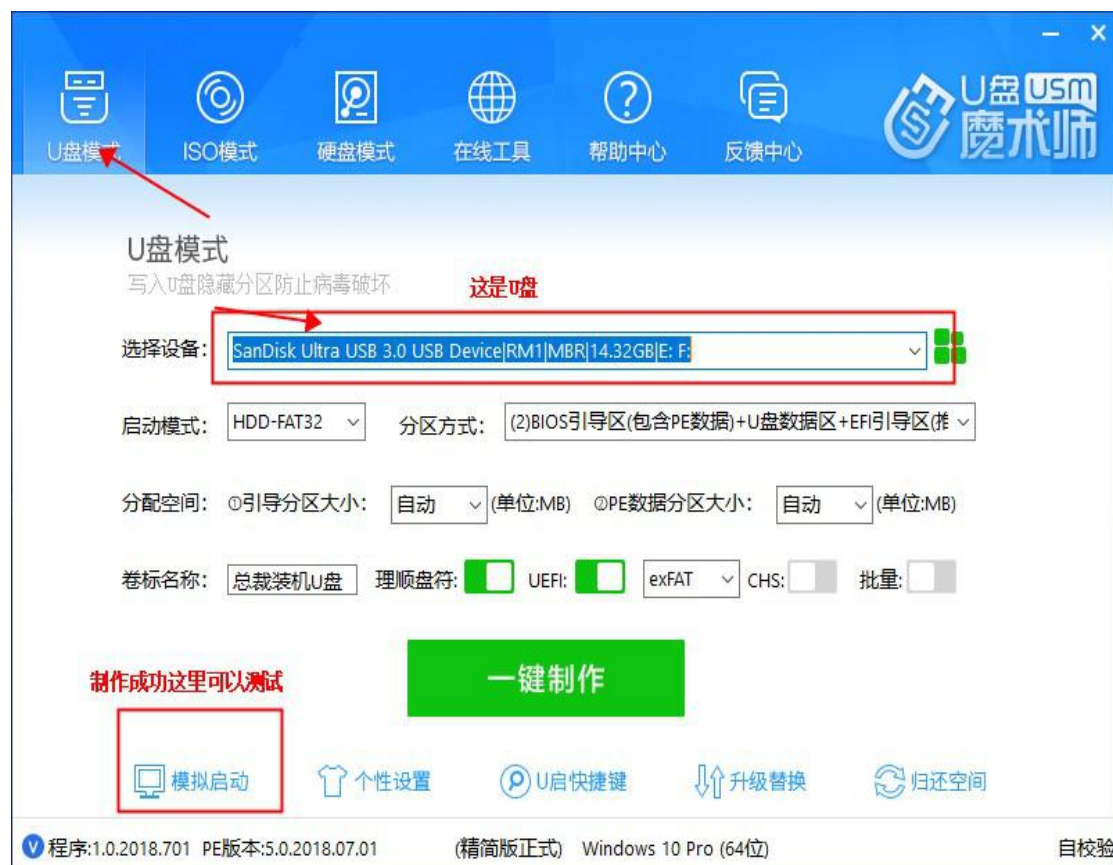 U盘 USM
魔术师
U盘模式 ISO模式 硬盘模式 在线工具 帮助中心 反馈中心
U盘模式
写入U盘隐藏分区防止病毒破坏
这是U盘
选择设备: SanDisk Ultra USB 3.0 USB Device|RM1|MBR|14.32GB|E: F:
启动模式: HDD-FAT32 分区方式: (2)BIOS引导区(包含PE数据)+U盘数据区+EFI引导区(推
分配空间: ①引导分区大小: 自动 (单位:MB) ②PE数据分区大小: 自动 (单位:MB)
卷标名称: 总裁装机U盘 理顺盘符: UEFI: exFAT CHS: 批量:
一键制作
制作成功这里可以测试
模拟启动 个性设置 U启快捷键 升级替换 归还空间
V 程序:1.0.2018.701 PE版本:5.0.2018.07.01 (精简版正式) Windows 10 Pro (64位) 自校验